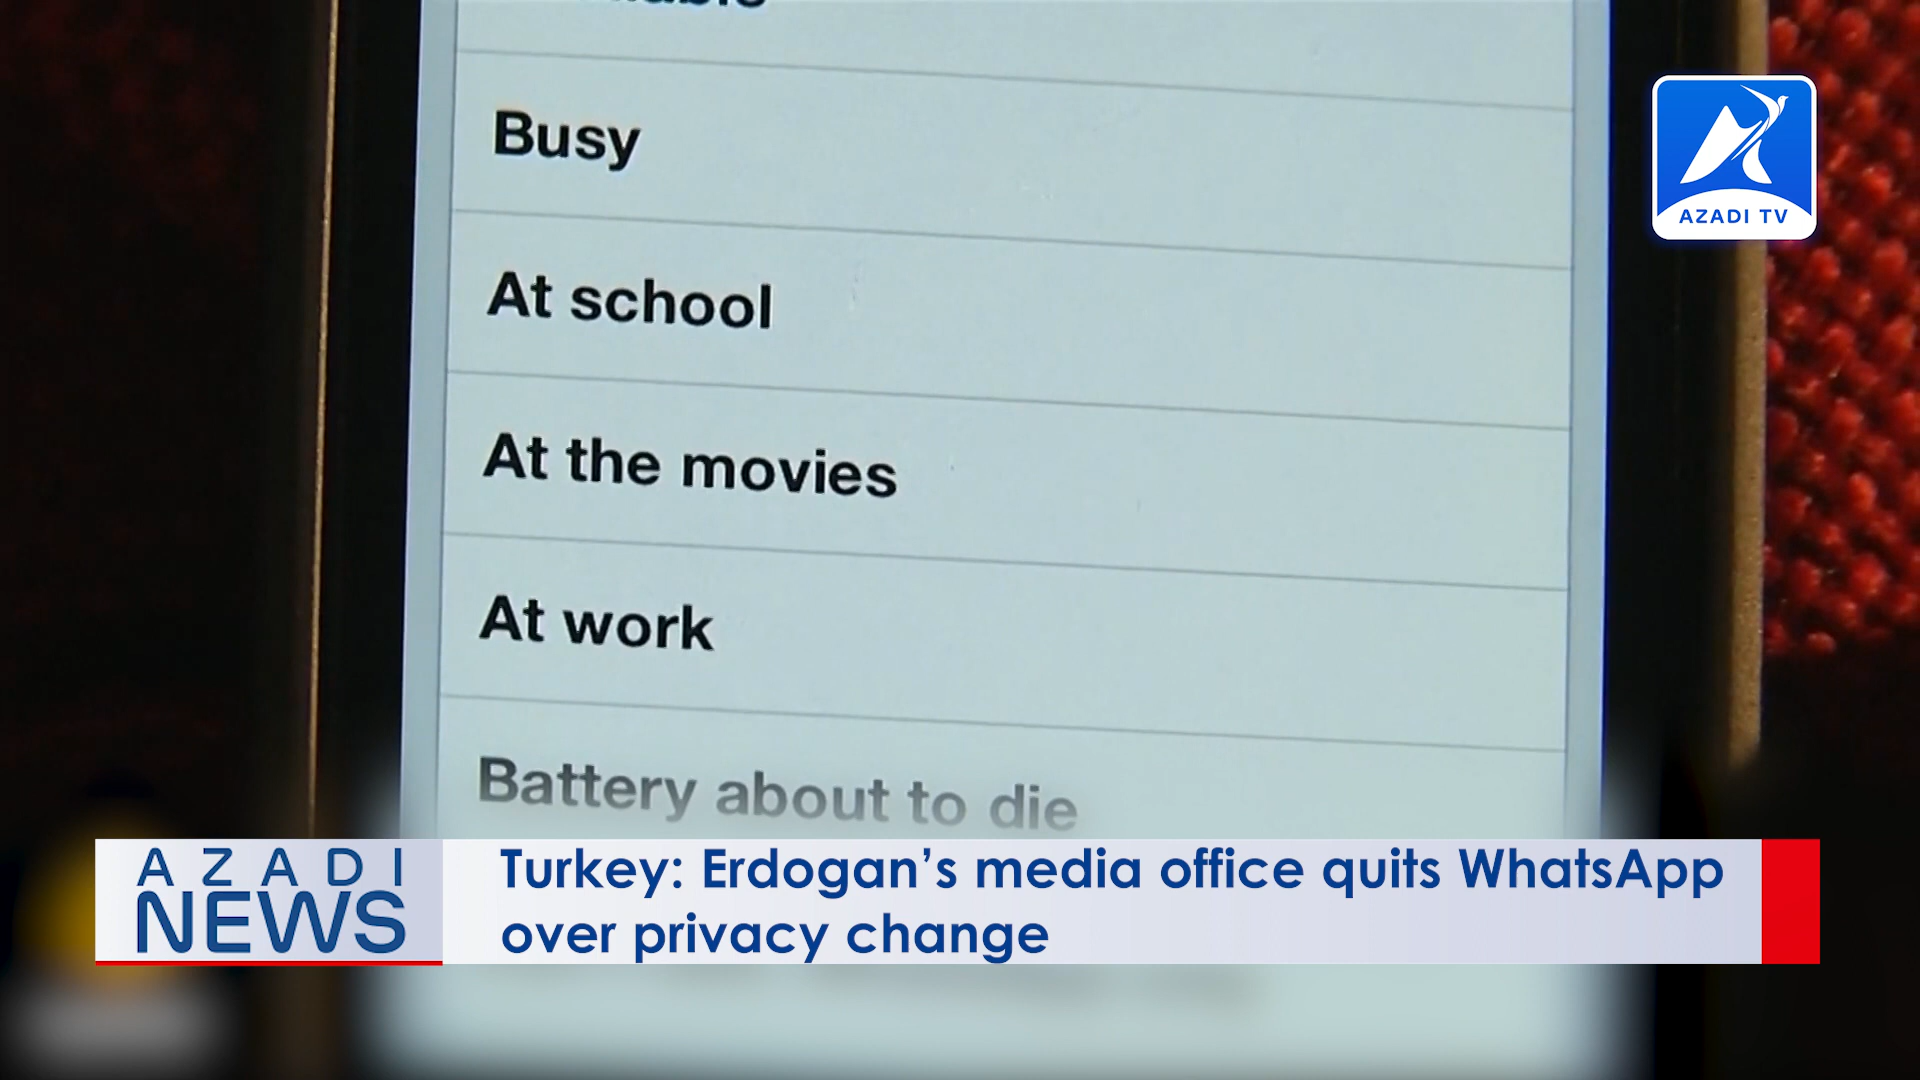 Busy
At school
At the movies
At work
Battery about to die
AZADI TV
AZADI
NEWS
Turkey: Erdogan’s media office quits WhatsApp
over privacy change